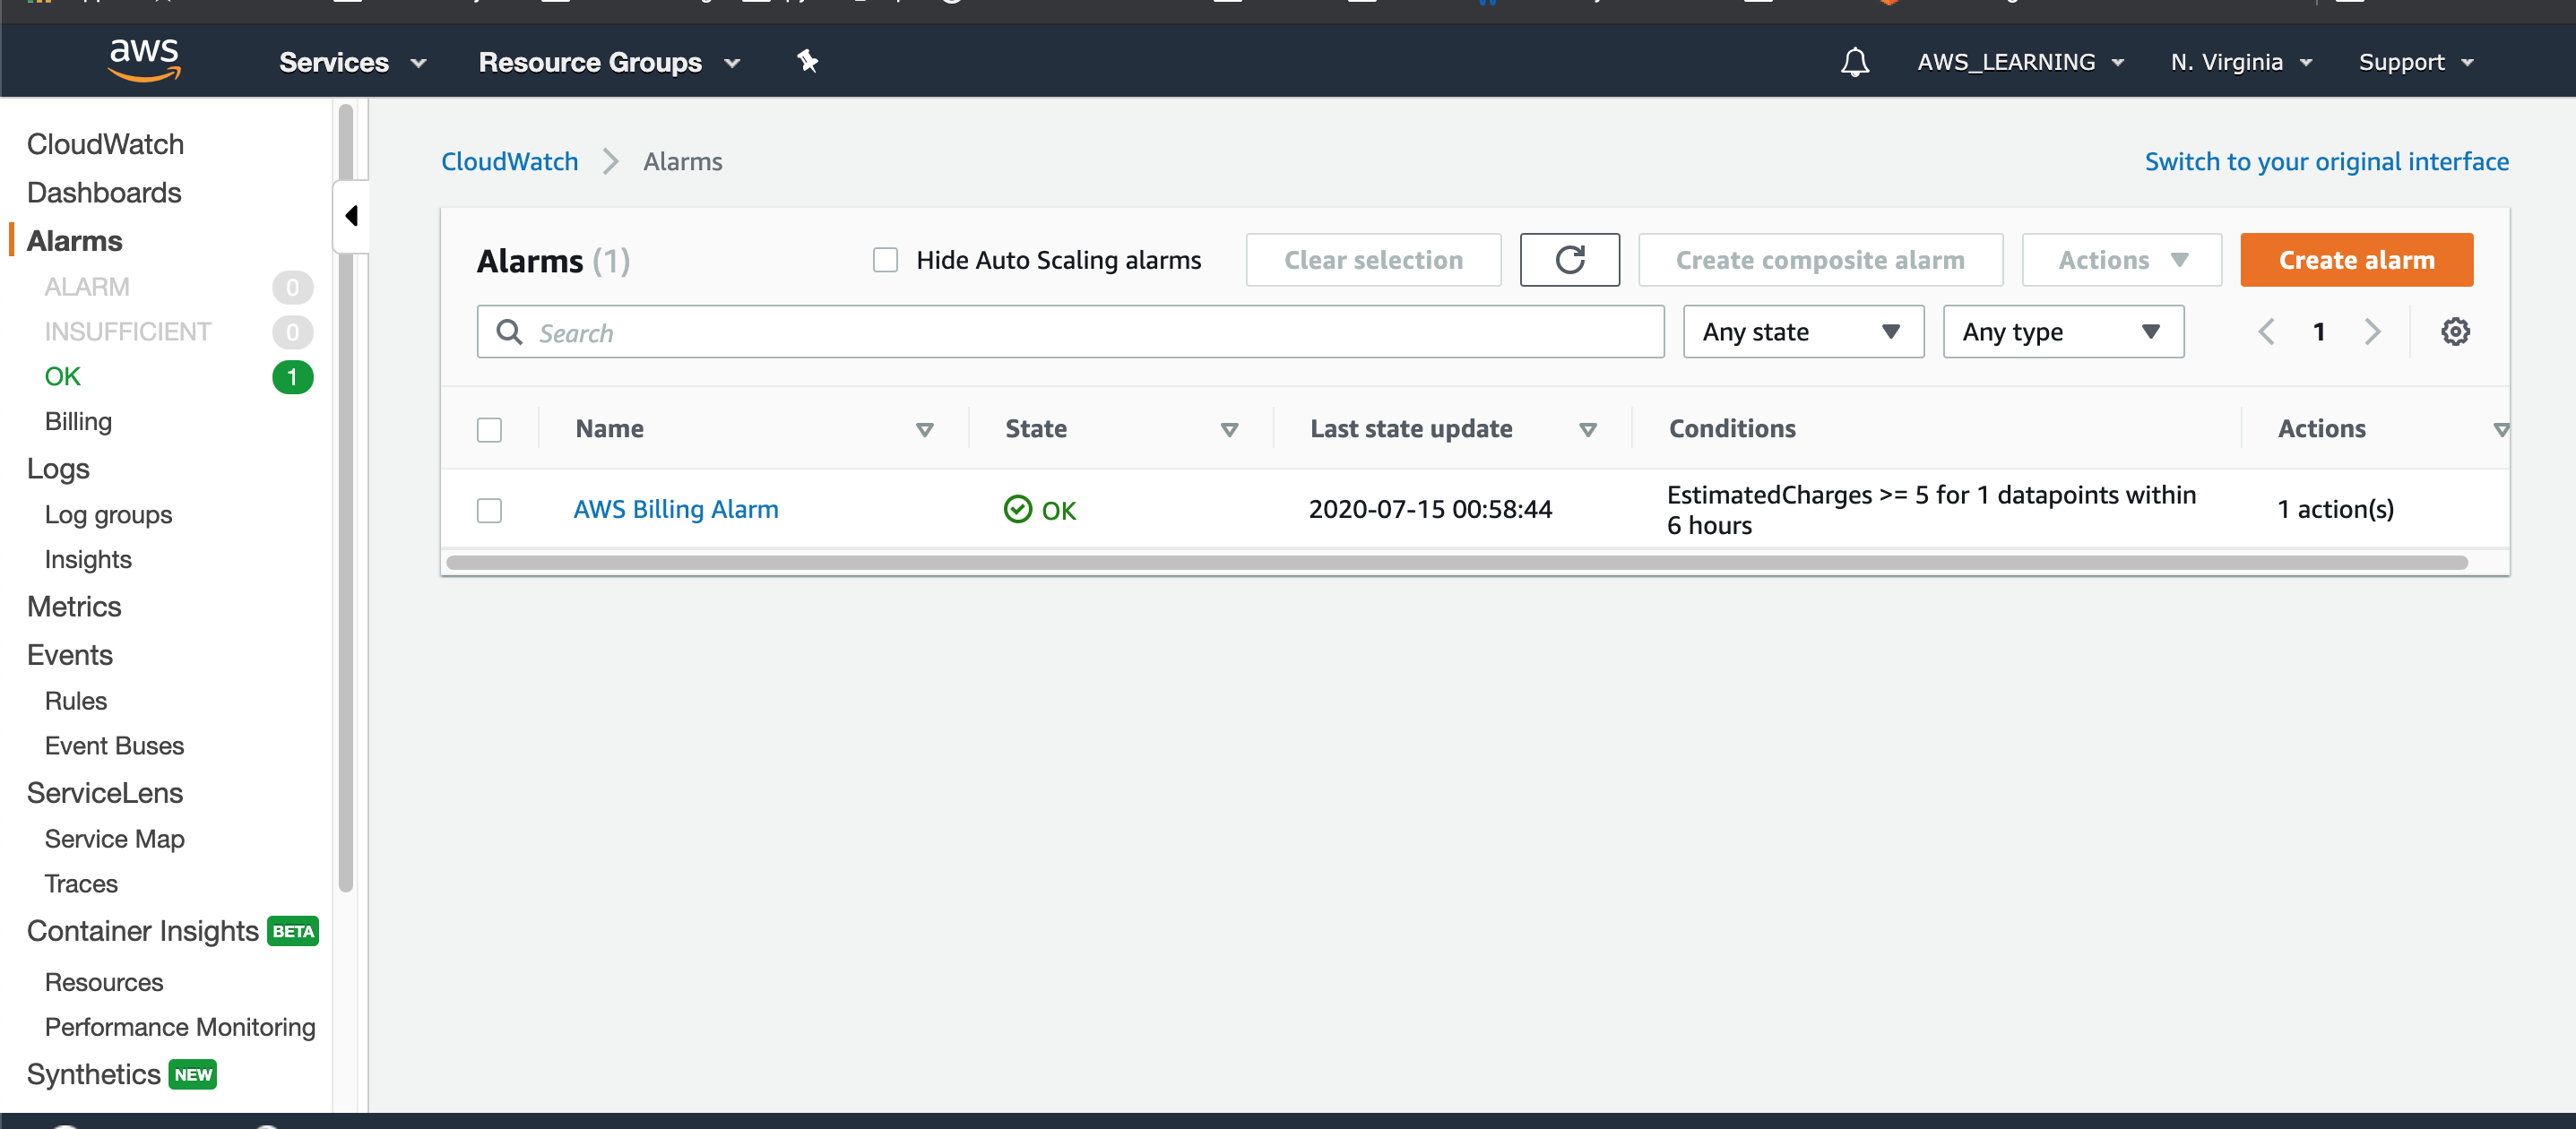 aws
Services
Resource Groups
AWS_LEARNING
N. Virginia
Support
CloudWatch
Dashboards
Alarms
ALARM 0
INSUFFICIENT 0
OK 1
Billing
Logs
Log groups
Insights
Metrics
Events
Rules
Event Buses
ServiceLens
Service Map
Traces
Container Insights BETA
Resources
Performance Monitoring
Synthetics NEW
CloudWatch
Alarms
Switch to your original interface
Alarms (1)
Hide Auto Scaling alarms
Clear selection
Create composite alarm
Actions
Create alarm
Search
Any state
Any type
1
Name
State
Last state update
Conditions
Actions
AWS Billing Alarm
OK
2020-07-15 00:58:44
EstimatedCharges >= 5 for 1 datapoints within
6 hours
1 action(s)